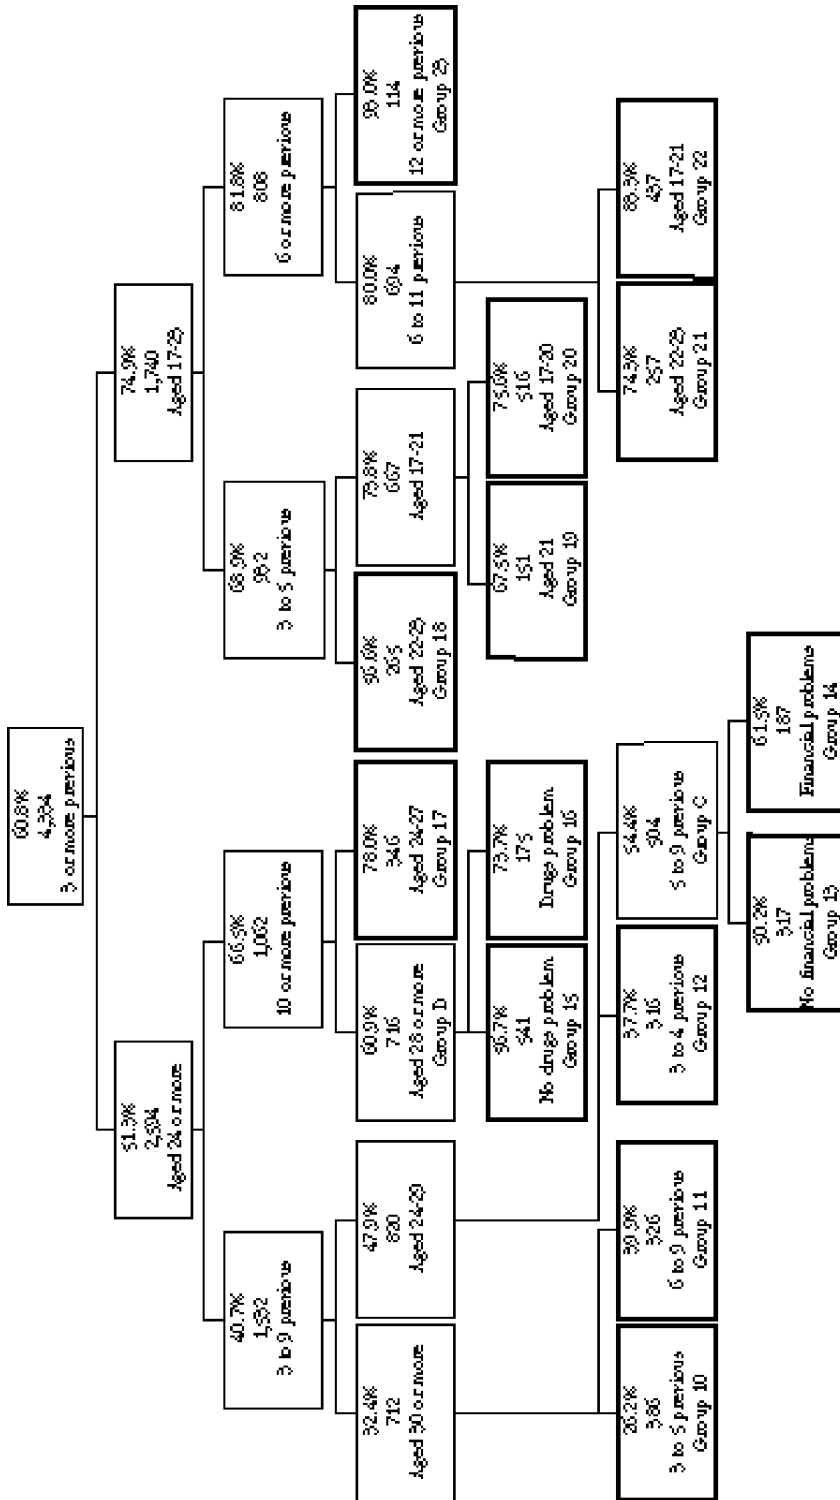 60.8%
4,334
3 or more previous
51.3%
2,594
Aged 24 or more
74.9%
1,740
Aged 17-23
40.7%
1,532
3 to 9 previous
66.5%
1,062
10 or more previous
68.9%
932
3 to 5 previous
81.8%
808
6 or more previous
32.4%
712
Aged 30 or more
47.9%
820
Aged 24-29
60.9%
716
Aged 28 or more
Group D
78.0%
346
Aged 24-27
Group 17
56.6%
265
Aged 22-23
Group 18
73.8%
667
Aged 17-21
80.0%
694
6 to 11 previous
93.0%
114
12 or more previous
Group 23
56.7%
541
No drugs problem
Group 15
73.7%
175
Drugs problem
Group 16
67.5%
151
Aged 21
Group 19
75.6%
516
Aged 17-20
Group 20
26.2%
386
3 to 5 previous
Group 10
39.9%
326
6 to 9 previous
Group 11
37.7%
316
3 to 4 previous
Group 12
54.4%
504
5 to 9 previous
Group C
74.3%
257
Aged 22-23
Group 21
83.3%
437
Aged 17-21
Group 22
50.2%
317
No financial problems
Group 13
61.5%
187
Financial problems
Group 14